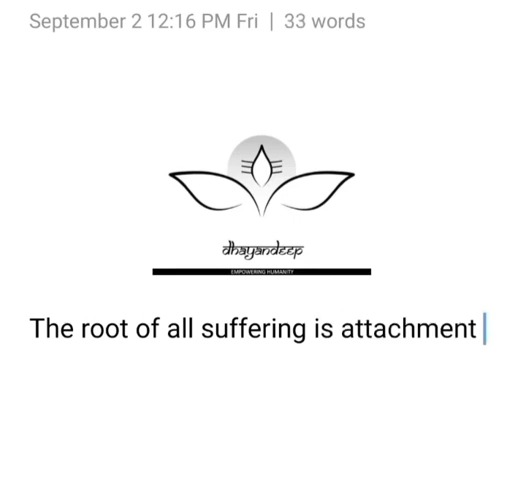 September 2 12:16 PM Fri | 33 words
dhayandeep
EMPOWERING HUMANITY
The root of all suffering is attachment